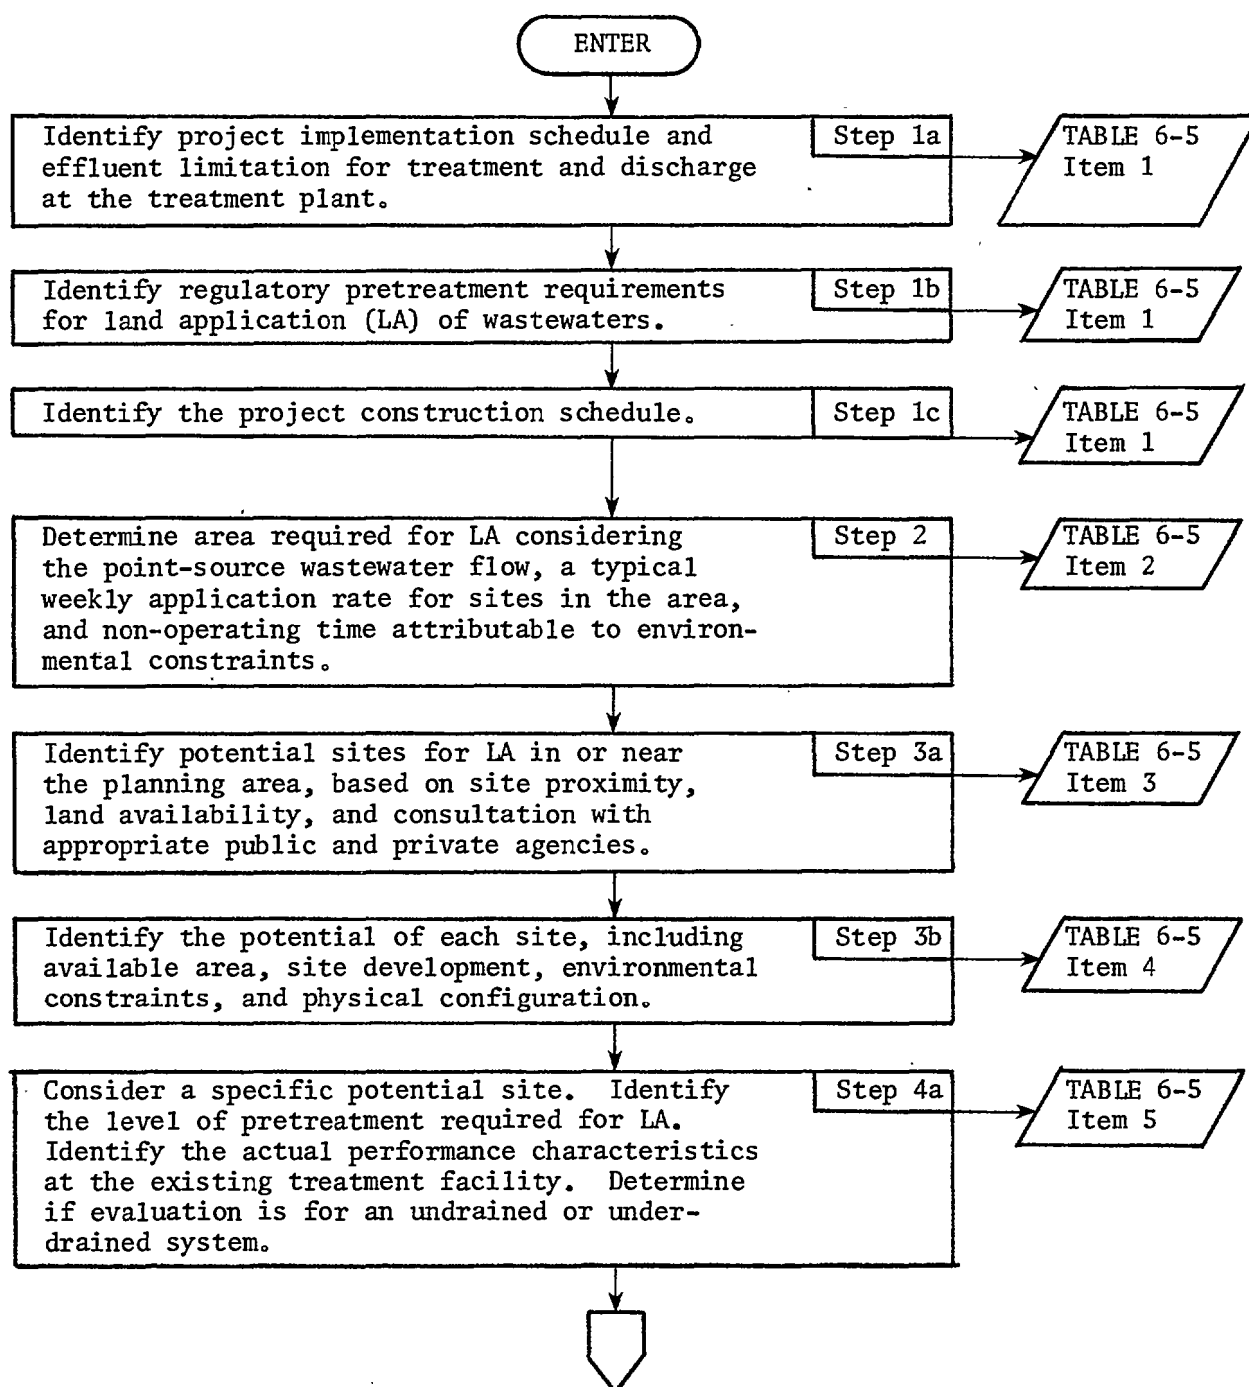 ENTER
Identify project implementation schedule and
effluent limitation for treatment and discharge
at the treatment plant.
Step 1a
TABLE 6-5
Item 1
Identify regulatory pretreatment requirements
for land application (LA) of wastewaters.
Step 1b
TABLE 6-5
Item 1
Identify the project construction schedule.
Step 1c
TABLE 6-5
Item 1
Determine area required for LA considering
the point-source wastewater flow, a typical
weekly application rate for sites in the area,
and non-operating time attributable to environ-
mental constraints.
Step 2
TABLE 6-5
Item 2
Identify potential sites for LA in or near
the planning area, based on site proximity,
land availability, and consultation with
appropriate public and private agencies.
Step 3a
TABLE 6-5
Item 3
Identify the potential of each site, including
available area, site development, environmental
constraints, and physical configuration.
Step 3b
TABLE 6-5
Item 4
Consider a specific potential site. Identify
the level of pretreatment required for LA.
Identify the actual performance characteristics
at the existing treatment facility. Determine
if evaluation is for an undrained or under-
drained system.
Step 4a
TABLE 6-5
Item 5